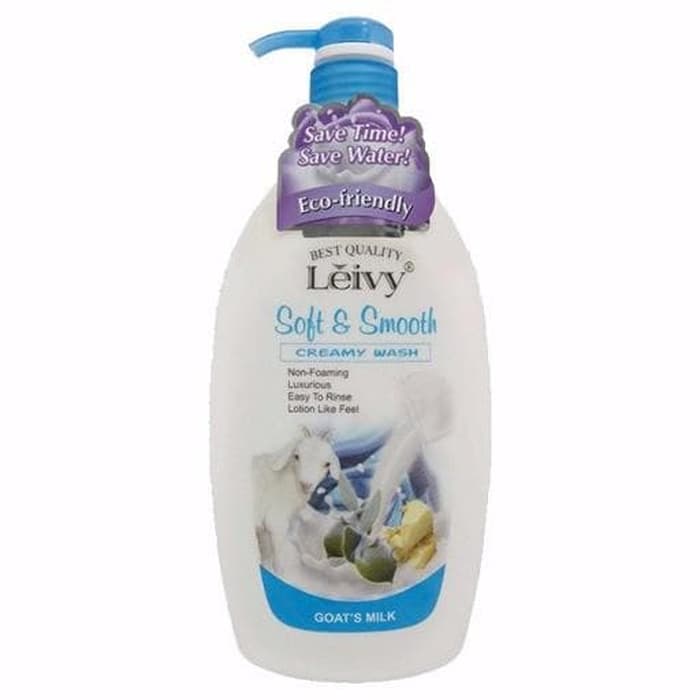 Save Time!
Save Water!
Eco-friendly
BEST QUALITY
Lěivy®
Soft & Smooth
CREAMY WASH
Non-Foaming
Luxurious
Easy To Rinse
Lotion Like Feel
GOAT'S MILK